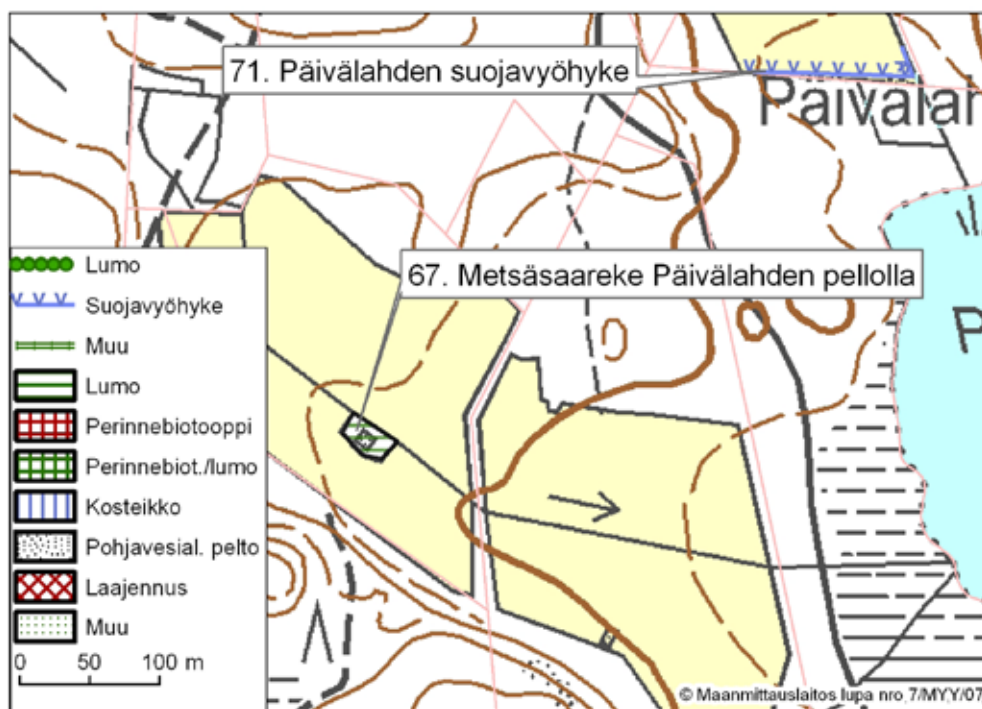 71. Päivälahden suojavyöhyke
Päivälah
67. Metsäsaareke Päivälahden pellolla
P
Lumo
Suojavyöhyke
Muu
Lumo
Perinnebiotooppi
Perinnebiot./lumo
Kosteikko
Pohjavesial. pelto
Laajennus
Muu
0 50 100 m
© Maanmittauslaitos lupa nro 7/MYY/07